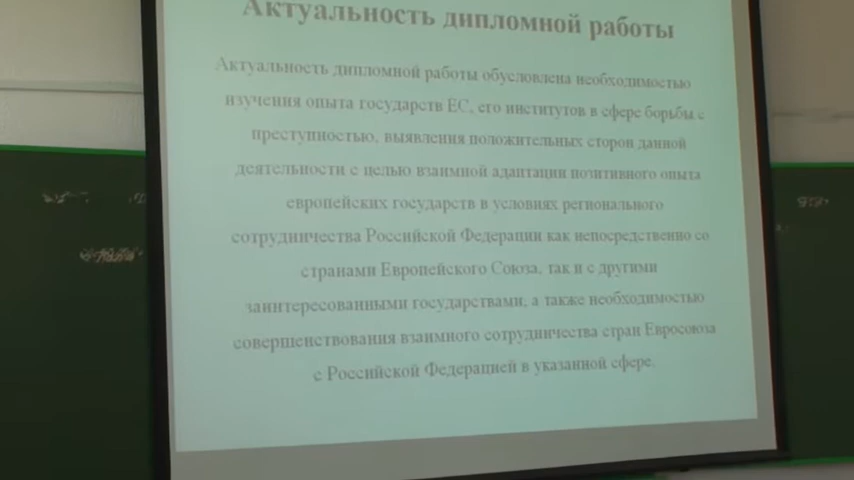 Актуальность дипломной работы
Актуальность дипломной работы обусловлена необходимостью
изучения опыта государств ЕС, его институтов в сфере борьбы с
преступностью, выявления положительных сторон данной
деятельности с целью взаимной адаптации позитивного опыта
европейских государств в условиях регионального
сотрудничества Российской Федерации как непосредственно со
странами Европейского Союза, так и с другими
заинтересованными государствами, а также необходимостью
совершенствования взаимного сотрудничества стран Евросоюза
с Российской Федерацией в указанной сфере.